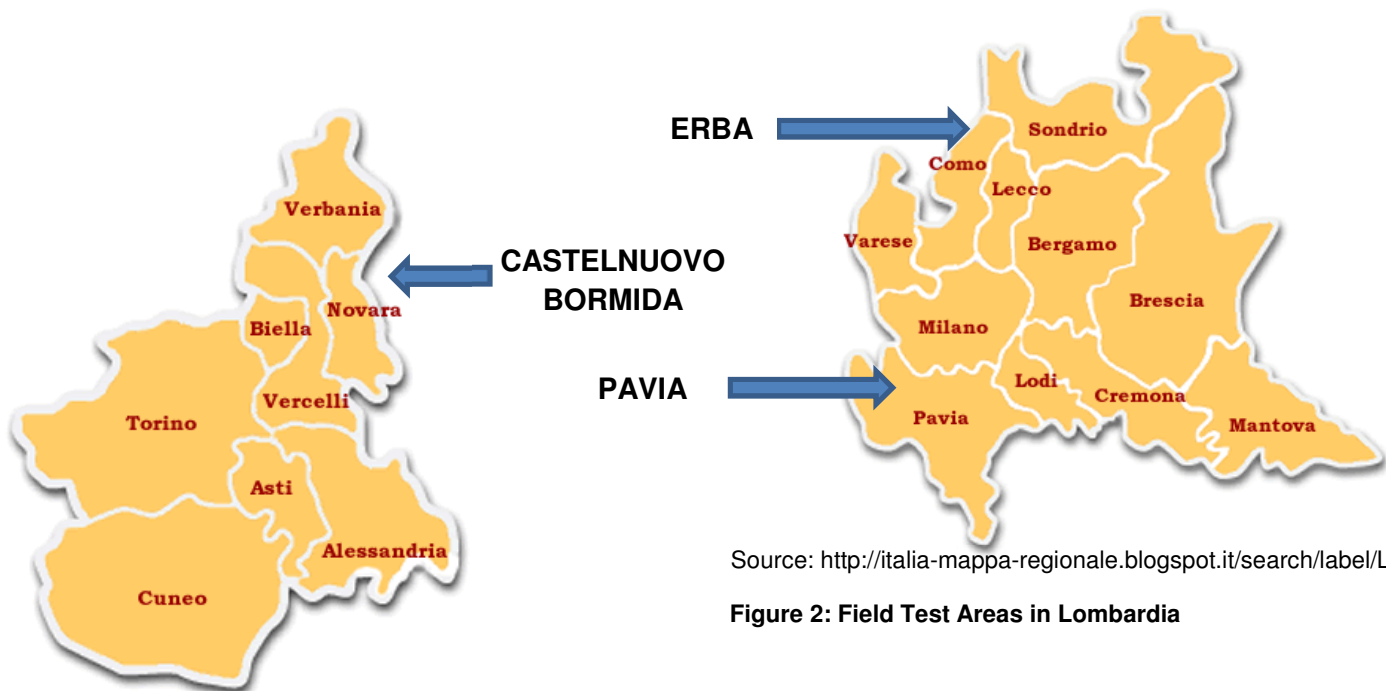 Verbania
Novara
Biella
Vercelli
Torino
Asti
Alessandria
Cuneo
CASTELNUOVO
BORMIDA
ERBA
PAVIA
Sondrio
Como
Lecco
Varese
Bergamo
Brescia
Milano
Lodi
Cremona
Pavia
Mantova
Source: http://italia-mappa-regionale.blogspot.it/search/label/L
Figure 2: Field Test Areas in Lombardia